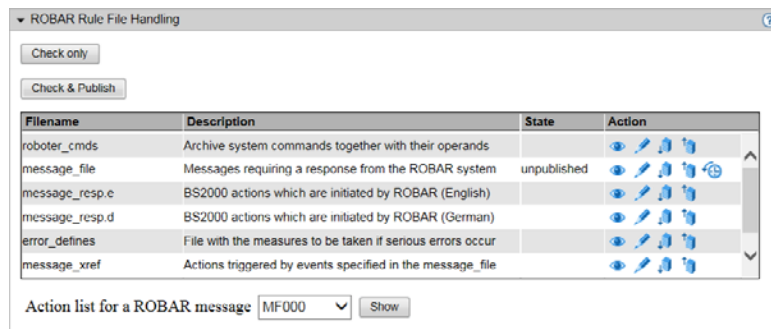 ROBAR Rule File Handling
Check only
Check & Publish
Filename Description State Action
roboter_cmds Archive system commands together with their operands
message_file Messages requiring a response from the ROBAR system unpublished
message_resp.e BS2000 actions which are initiated by ROBAR (English)
message_resp.d BS2000 actions which are initiated by ROBAR (German)
error_defines File with the measures to be taken if serious errors occur
message_xref Actions triggered by events specified in the message_file
Action list for a ROBAR message MF000 Show